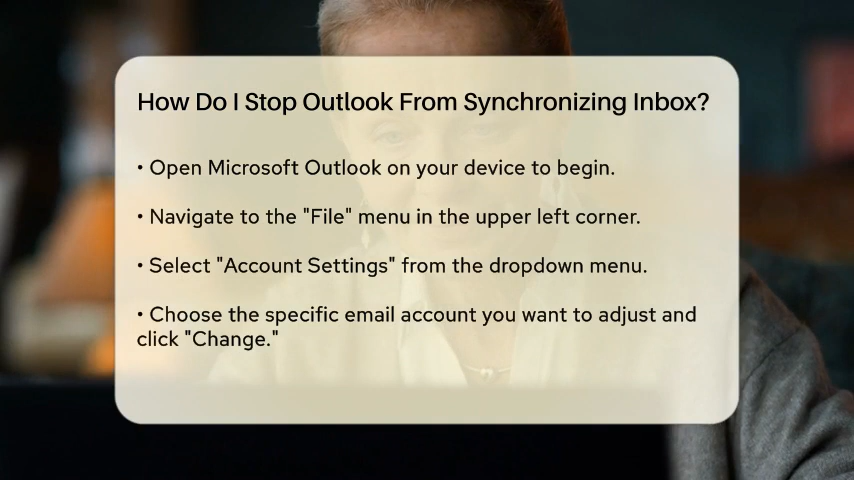 How Do I Stop Outlook From Synchronizing Inbox?
• Open Microsoft Outlook on your device to begin.
• Navigate to the "File" menu in the upper left corner.
• Select "Account Settings" from the dropdown menu.
• Choose the specific email account you want to adjust and
click "Change."